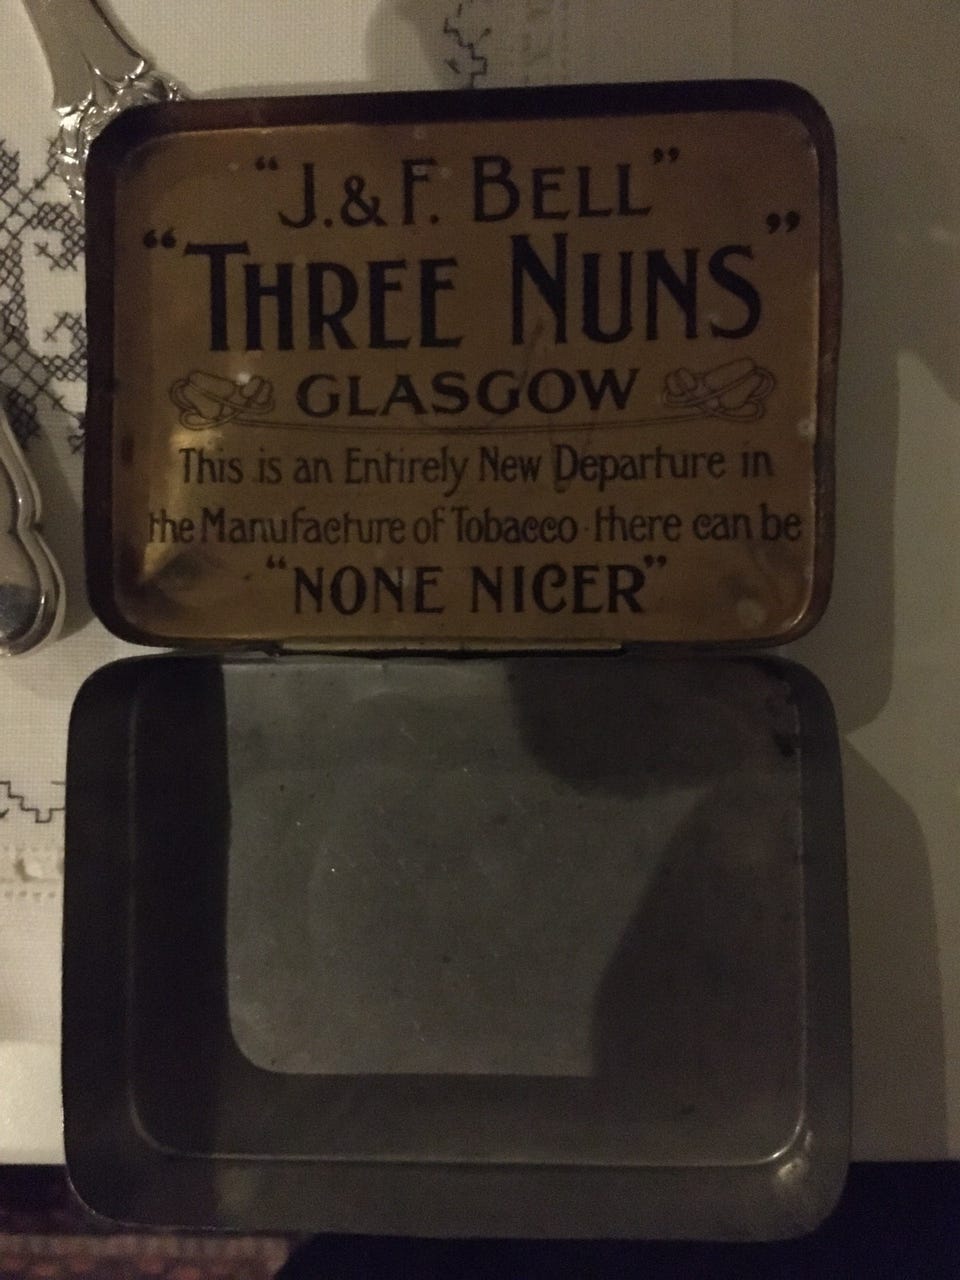 "J. & F. BELL"
"THREE NUNS"
GLASGOW
This is an Entirely New Departure in
the Manufacture of Tobacco · there can be
"NONE NICER"